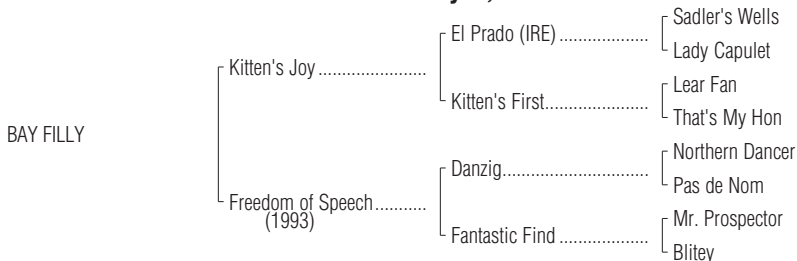 Sadler's Wells
El Prado (IRE)
Lady Capulet
Kitten's Joy
Lear Fan
Kitten's First
That's My Hon
BAY FILLY
Northern Dancer
Danzig
Pas de Nom
Freedom of Speech
(1993)
Mr. Prospector
Fantastic Find
Blitey